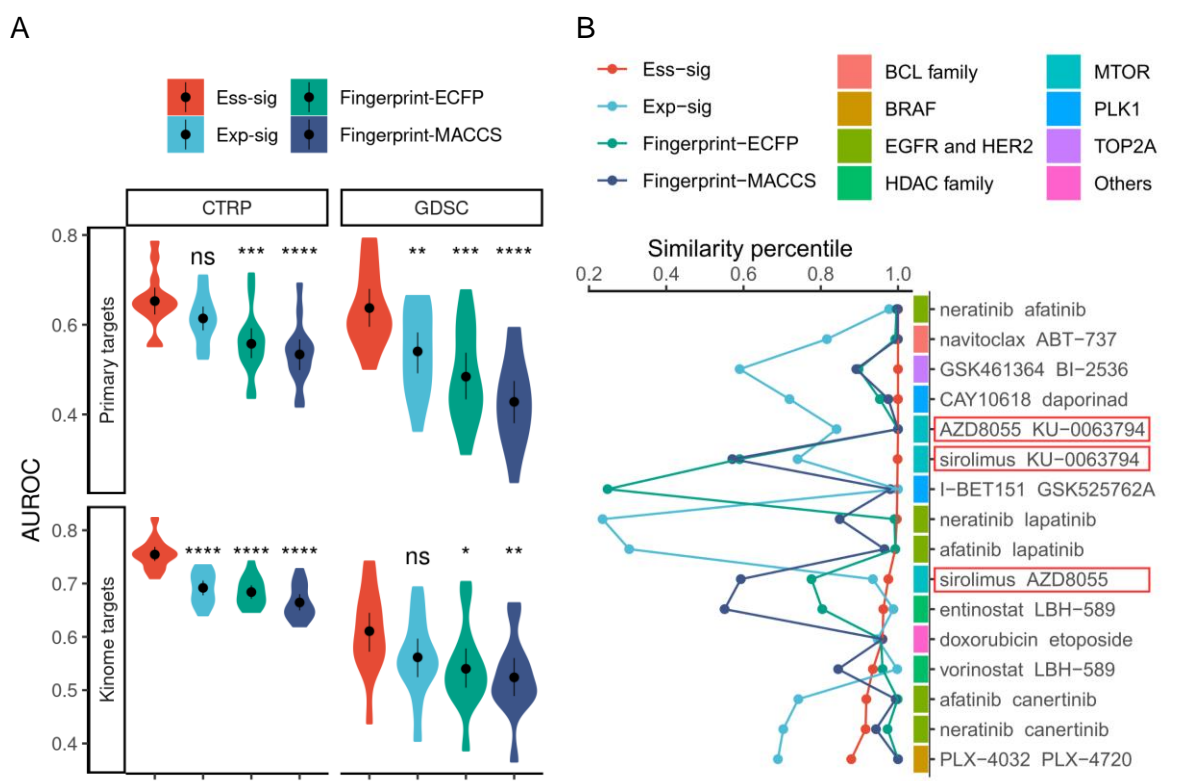 A
Ess-sig
Fingerprint-ECFP
Exp-sig
Fingerprint-MACCS
CTRP
GDSC
AUROC
Primary targets
0.8
0.6
0.4
ns
***
****
**
***
****
Kinome targets
0.8
0.7
0.6
0.5
0.4
****
****
****
ns
*
**
B
Ess−sig
Exp−sig
Fingerprint−ECFP
Fingerprint−MACCS
BCL family
BRAF
EGFR and HER2
HDAC family
MTOR
PLK1
TOP2A
Others
Similarity percentile
0.2
0.4
0.6
0.8
1.0
neratinib afatinib
navitoclax ABT−737
GSK461364 BI−2536
CAY10618 daporinad
AZD8055 KU−0063794
sirolimus KU−0063794
I−BET151 GSK525762A
neratinib lapatinib
afatinib lapatinib
sirolimus AZD8055
entinostat LBH−589
doxorubicin etoposide
vorinostat LBH−589
afatinib canertinib
neratinib canertinib
PLX−4032 PLX−4720